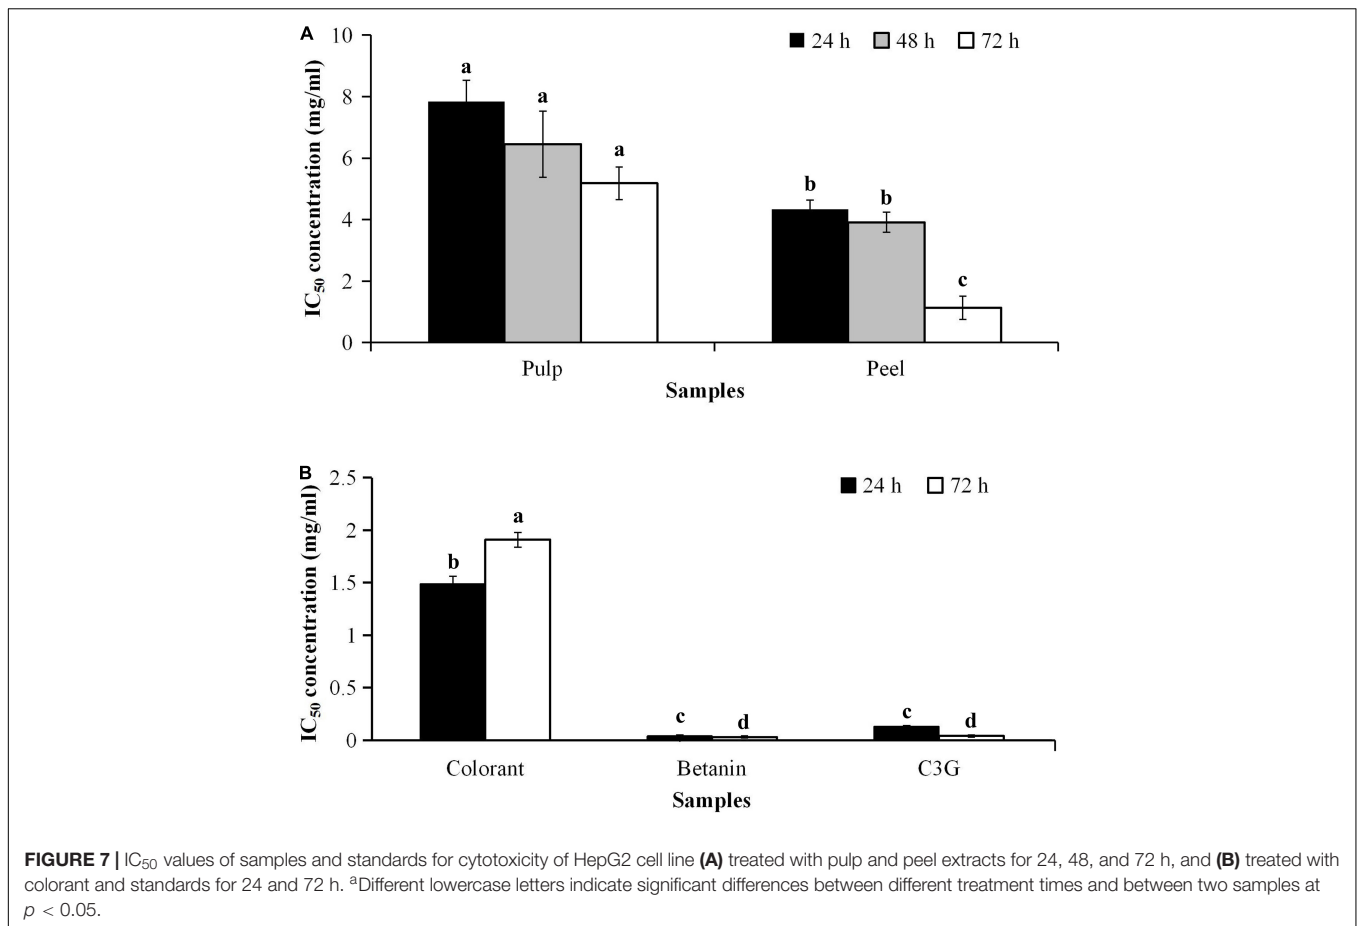 A
10
24 h 48 h 72 h
8
6
4
2
0
IC50 concentration (mg/ml)
a
a
a
b
b
c
Pulp Peel
Samples
B
2.5
24 h 72 h
2
1.5
1
0.5
0
IC50 concentration (mg/ml)
b
a
c
d
c
d
Colorant Betanin C3G
Samples
FIGURE 7 | IC50 values of samples and standards for cytotoxicity of HepG2 cell line (A) treated with pulp and peel extracts for 24, 48, and 72 h, and (B) treated with
colorant and standards for 24 and 72 h. aDifferent lowercase letters indicate significant differences between different treatment times and between two samples at
p < 0.05.